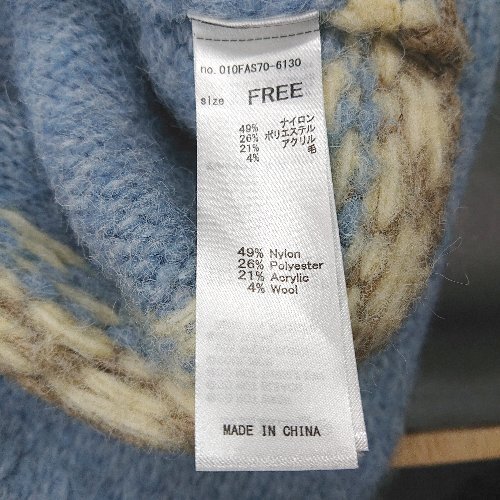 no. 010FAS70-6130
size FREE
49% ナイロン
26% ポリエステル
21% アクリル
4% 毛
49% Nylon
26% Polyester
21% Acrylic
4% Wool
MADE IN CHINA